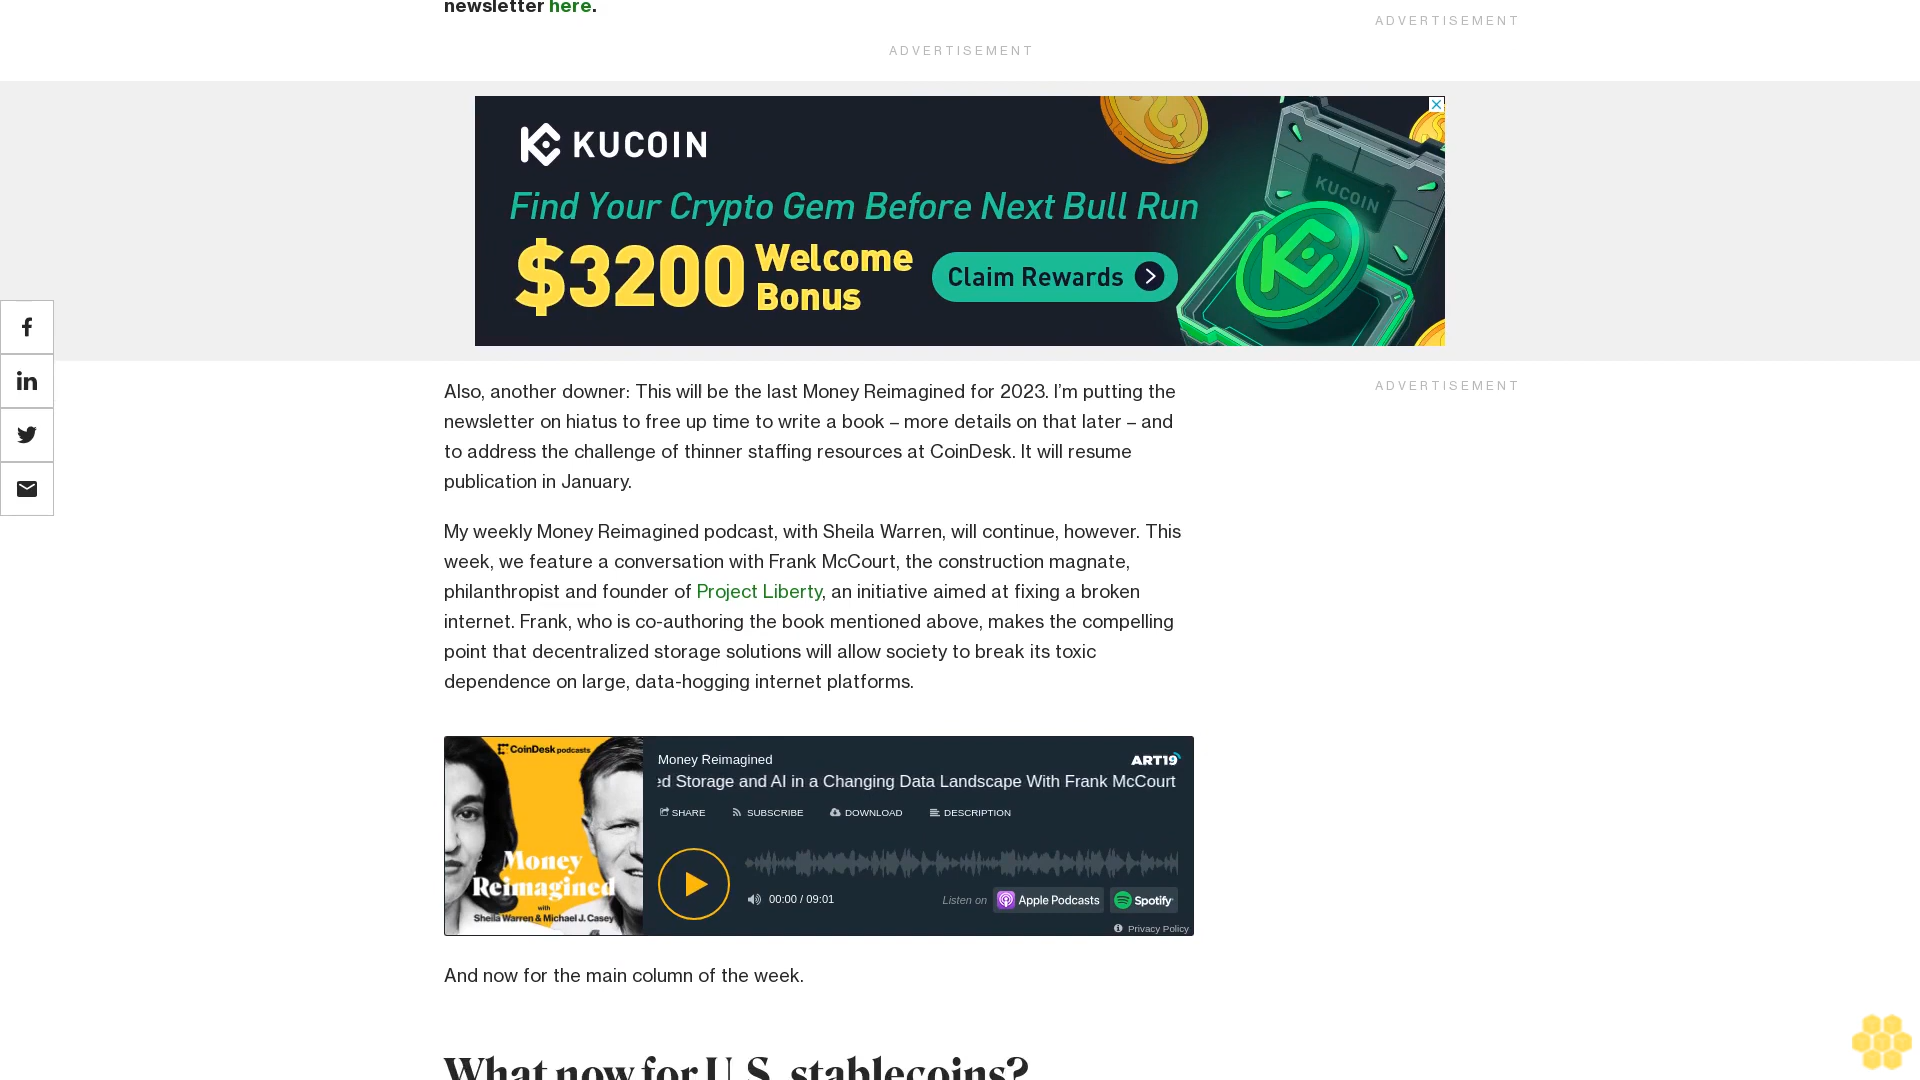 newsletter here.
ADVERTISEMENT
ADVERTISEMENT
KUCOIN
Find Your Crypto Gem Before Next Bull Run
$3200 Welcome Bonus
Claim Rewards
KUCOIN
Also, another downer: This will be the last Money Reimagined for 2023. I’m putting the
newsletter on hiatus to free up time to write a book – more details on that later – and
to address the challenge of thinner staffing resources at CoinDesk. It will resume
publication in January.
ADVERTISEMENT
My weekly Money Reimagined podcast, with Sheila Warren, will continue, however. This
week, we feature a conversation with Frank McCourt, the construction magnate,
philanthropist and founder of Project Liberty, an initiative aimed at fixing a broken
internet. Frank, who is co-authoring the book mentioned above, makes the compelling
point that decentralized storage solutions will allow society to break its toxic
dependence on large, data-hogging internet platforms.
CoinDesk podcasts
Money
Reimagined
with
Sheila Warren & Michael J. Casey
Money Reimagined
ART19
ed Storage and AI in a Changing Data Landscape With Frank McCourt
SHARE SUBSCRIBE DOWNLOAD DESCRIPTION
00:00 / 09:01
Listen on Apple Podcasts Spotify
Privacy Policy
And now for the main column of the week.
What now for U.S. stablecoins?